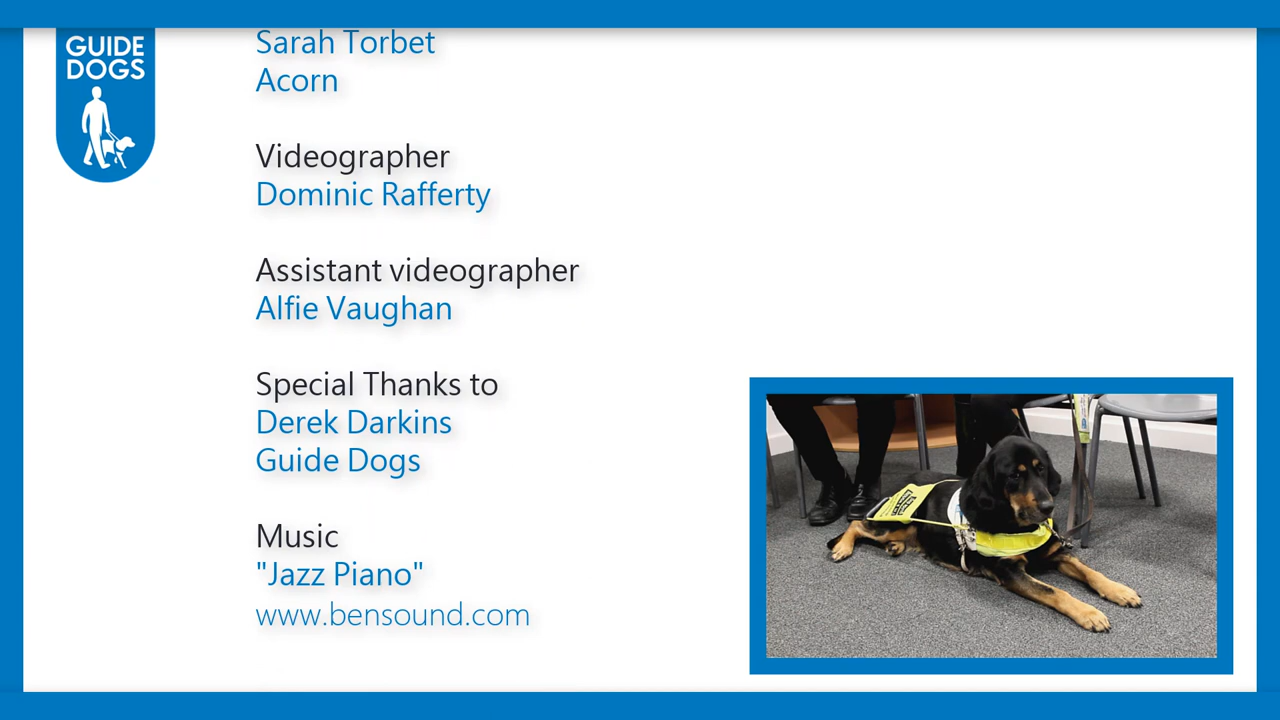 GUIDE
DOGS
Sarah Torbet
Acorn
Videographer
Dominic Rafferty
Assistant videographer
Alfie Vaughan
Special Thanks to
Derek Darkins
Guide Dogs
Music
"Jazz Piano"
www.bensound.com